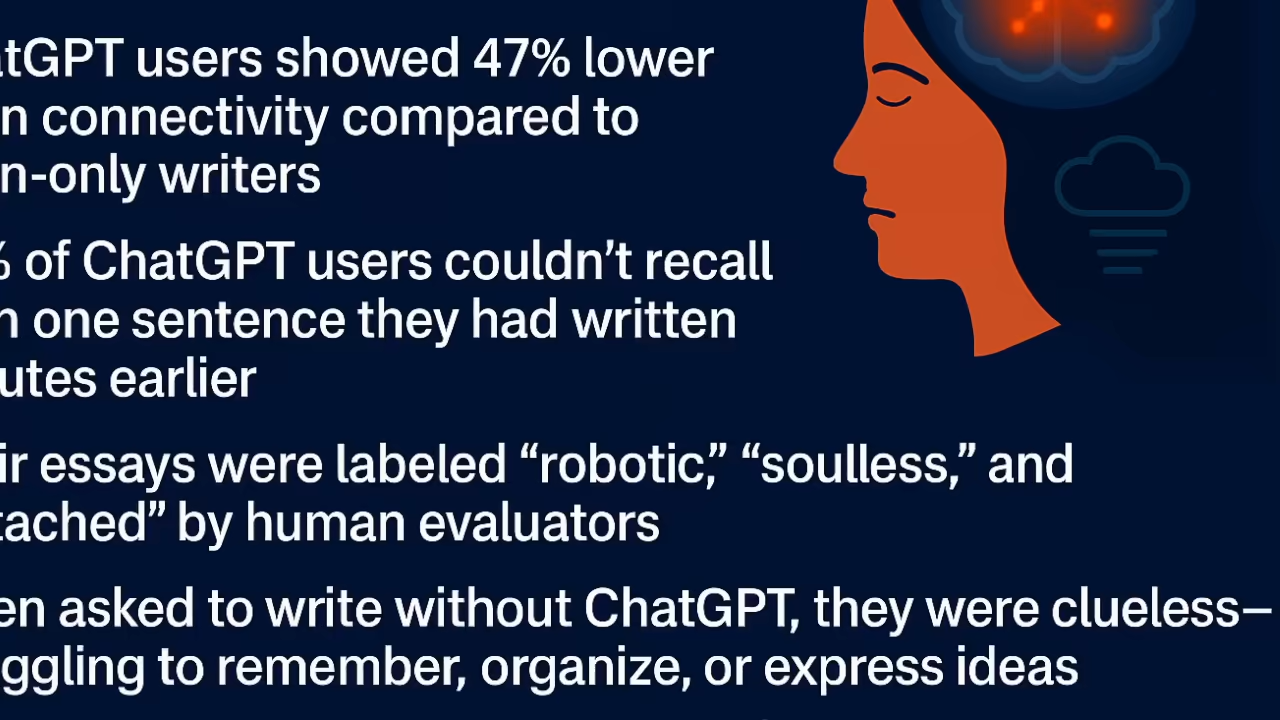 atGPT users showed 47% lower
n connectivity compared to
n-only writers
% of ChatGPT users couldn’t recall
n one sentence they had written
utes earlier
ir essays were labeled “robotic,” “soulless,” and
tached” by human evaluators
en asked to write without ChatGPT, they were clueless—
ggling to remember, organize, or express ideas